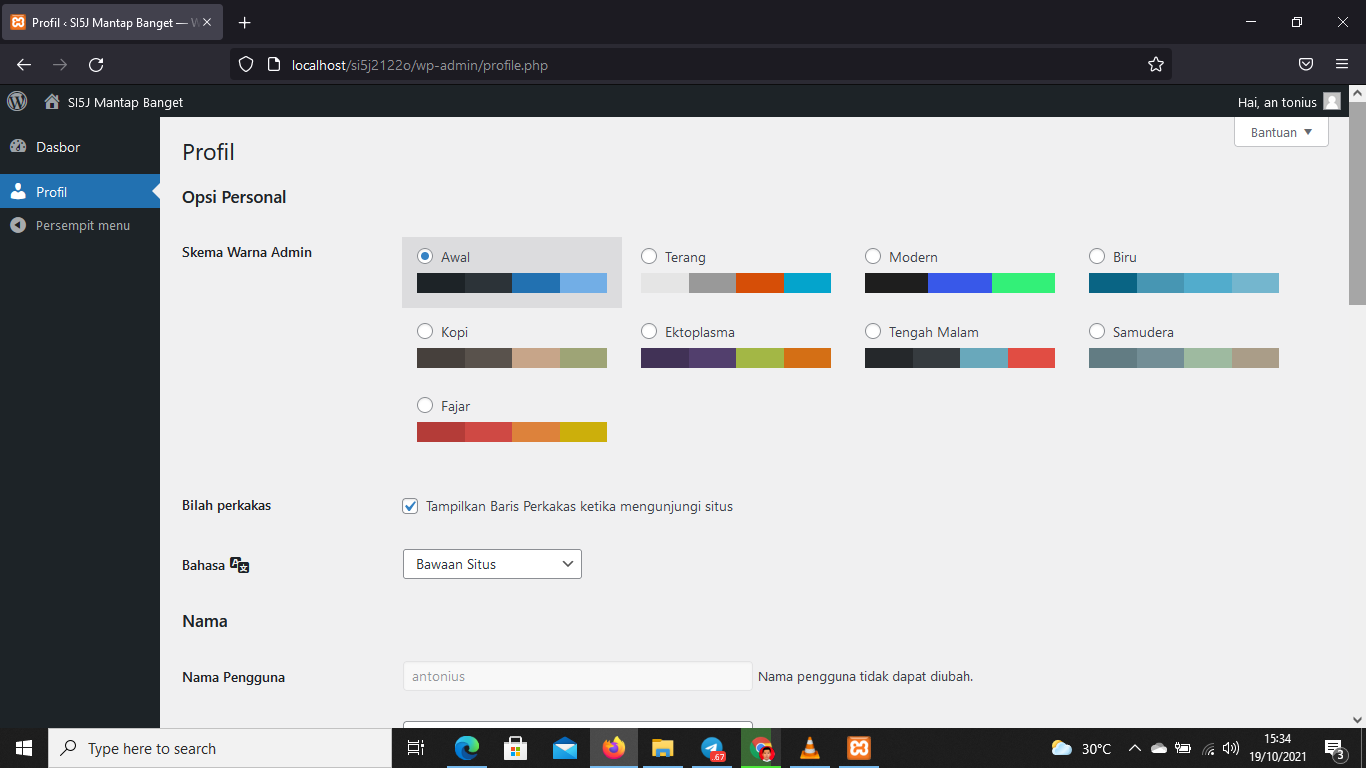 Profil ‹ SI5J Mantap Banget — W
localhost/si5j2122o/wp-admin/profile.php
SI5J Mantap Banget
Hai, an tonius
Dasbor
Profil
Persempit menu
Bantuan
Profil
Opsi Personal
Skema Warna Admin
Awal
Terang
Modern
Biru
Kopi
Ektoplasma
Tengah Malam
Samudera
Fajar
Bilah perkakas
Tampilkan Baris Perkakas ketika mengunjungi situs
Bahasa
Bawaan Situs
Nama
Nama Pengguna
antonius
Nama pengguna tidak dapat diubah.
Type here to search
.67
30°C
15:34
19/10/2021
3